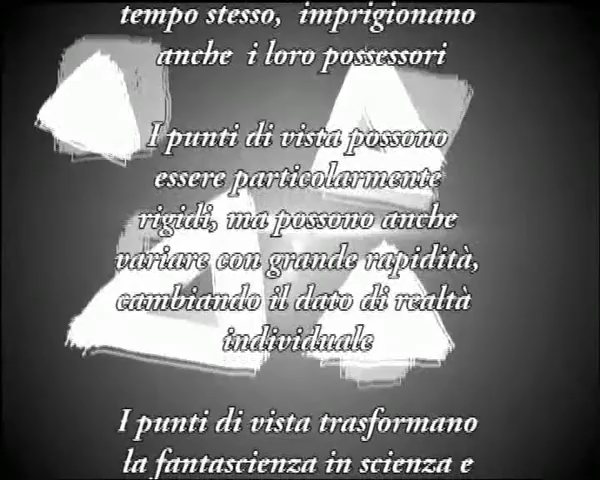 tempo stesso, imprigionano
anche i loro possessori
I punti di vista possono
essere particolarmente
rigidi, ma possono anche
variare con grande rapidità,
cambiando il dato di realtà
individuale
I punti di vista trasformano
la fantascienza in scienza e